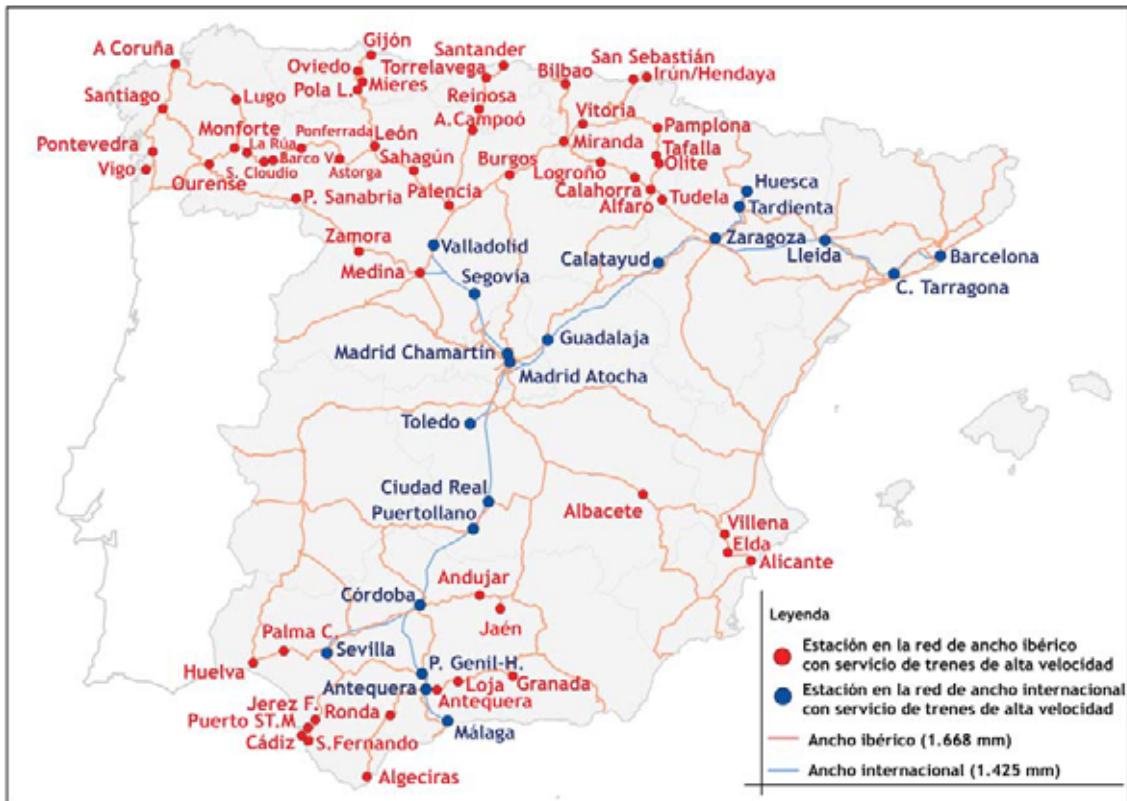 A Coruña
Gijón
Santander
San Sebastián
Irún/Hendaya
Oviedo
Torrelavega
Bilbao
Mieres
Pola L.
Santiago
Lugo
Reinosa
Vitoria
A.Campoó
Pamplona
Monforte
Ponferrada
León
Miranda
Tafalla
Pontevedra
La Rúa
Barco V.
Sahagún
Burgos
Olite
Vigo
S. Cloudio
Astorga
Logroño
Ourense
Palencia
Calahorra
Huesca
P. Sanabria
Alfaro
Tudela
Tardienta
Zamora
Valladolid
Zaragoza
Medina
Calatayud
Lleida
Barcelona
Segovia
C. Tarragona
Guadalaja
Madrid Chamartín
Madrid Atocha
Toledo
Ciudad Real
Puertollano
Albacete
Villena
Elda
Alicante
Andujar
Córdoba
Jaén
Palma C.
Sevilla
Huelva
P. Genil-H.
Loja
Granada
Antequera
Antequera
Jerez F.
Ronda
Puerto ST.M.
Málaga
Cádiz
S.Fernando
Algeciras
Leyenda
Estación en la red de ancho ibérico
con servicio de trenes de alta velocidad
Estación en la red de ancho internacional
con servicio de trenes de alta velocidad
Ancho ibérico (1.668 mm)
Ancho internacional (1.425 mm)